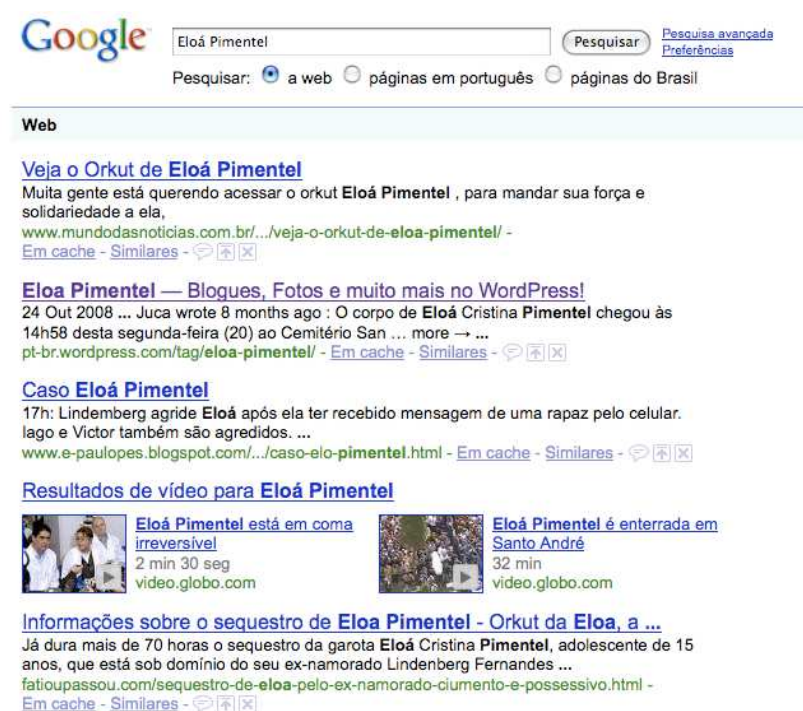 Google Eloá Pimentel Pesquisar Pesquisa avançada
Preferências
Pesquisar: a web páginas em português páginas do Brasil
Web
Veja o Orkut de Eloá Pimentel
Muita gente está querendo acessar o orkut Eloá Pimentel , para mandar sua força e
solidariedade a ela,
www.mundodasnoticias.com.br/.../veja-o-orkut-de-eloa-pimentel/ -
Em cache - Similares -
Eloa Pimentel — Blogues, Fotos e muito mais no WordPress!
24 Out 2008 ... Juca wrote 8 months ago : O corpo de Eloá Cristina Pimentel chegou às
14h58 desta segunda-feira (20) ao Cemitério San … more → ...
pt-br.wordpress.com/tag/eloa-pimentel/ - Em cache - Similares -
Caso Eloá Pimentel
17h: Lindemberg agride Eloá após ela ter recebido mensagem de uma rapaz pelo celular.
Iago e Victor também são agredidos. ...
www.e-paulopes.blogspot.com/.../caso-elo-pimentel.html - Em cache - Similares -
Resultados de vídeo para Eloá Pimentel
Eloá Pimentel está em coma
irreversível
2 min 30 seg
video.globo.com
Eloá Pimentel é enterrada em
Santo André
32 min
video.globo.com
Informações sobre o sequestro de Eloa Pimentel - Orkut da Eloa, a ...
Já dura mais de 70 horas o sequestro da garota Eloá Cristina Pimentel, adolescente de 15
anos, que está sob domínio do seu ex-namorado Lindenberg Fernandes ...
fatioupassou.com/sequestro-de-eloa-pelo-ex-namorado-ciumento-e-possessivo.html -
Em cache - Similares -